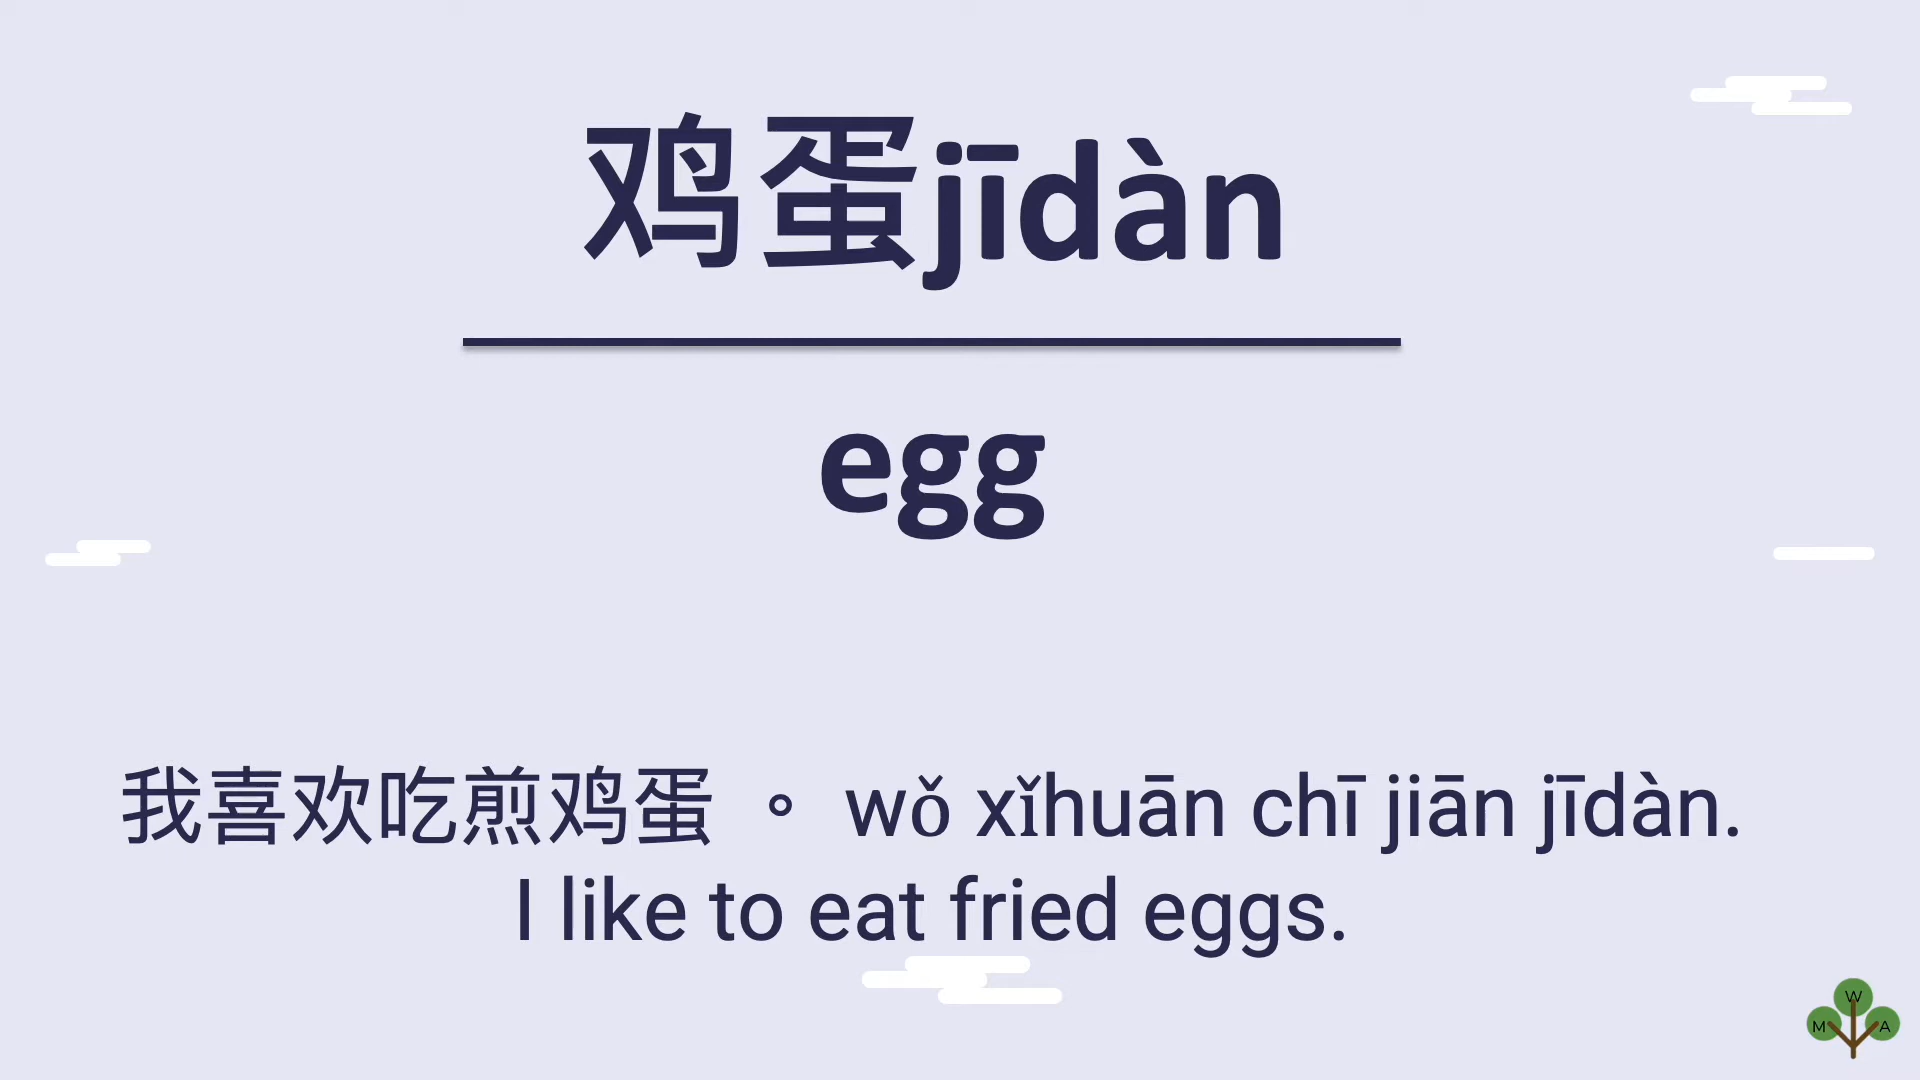 鸡蛋jīdàn
egg
我喜欢吃煎鸡蛋 。 wǒ xǐhuān chī jiān jīdàn.
I like to eat fried eggs.
W
M A